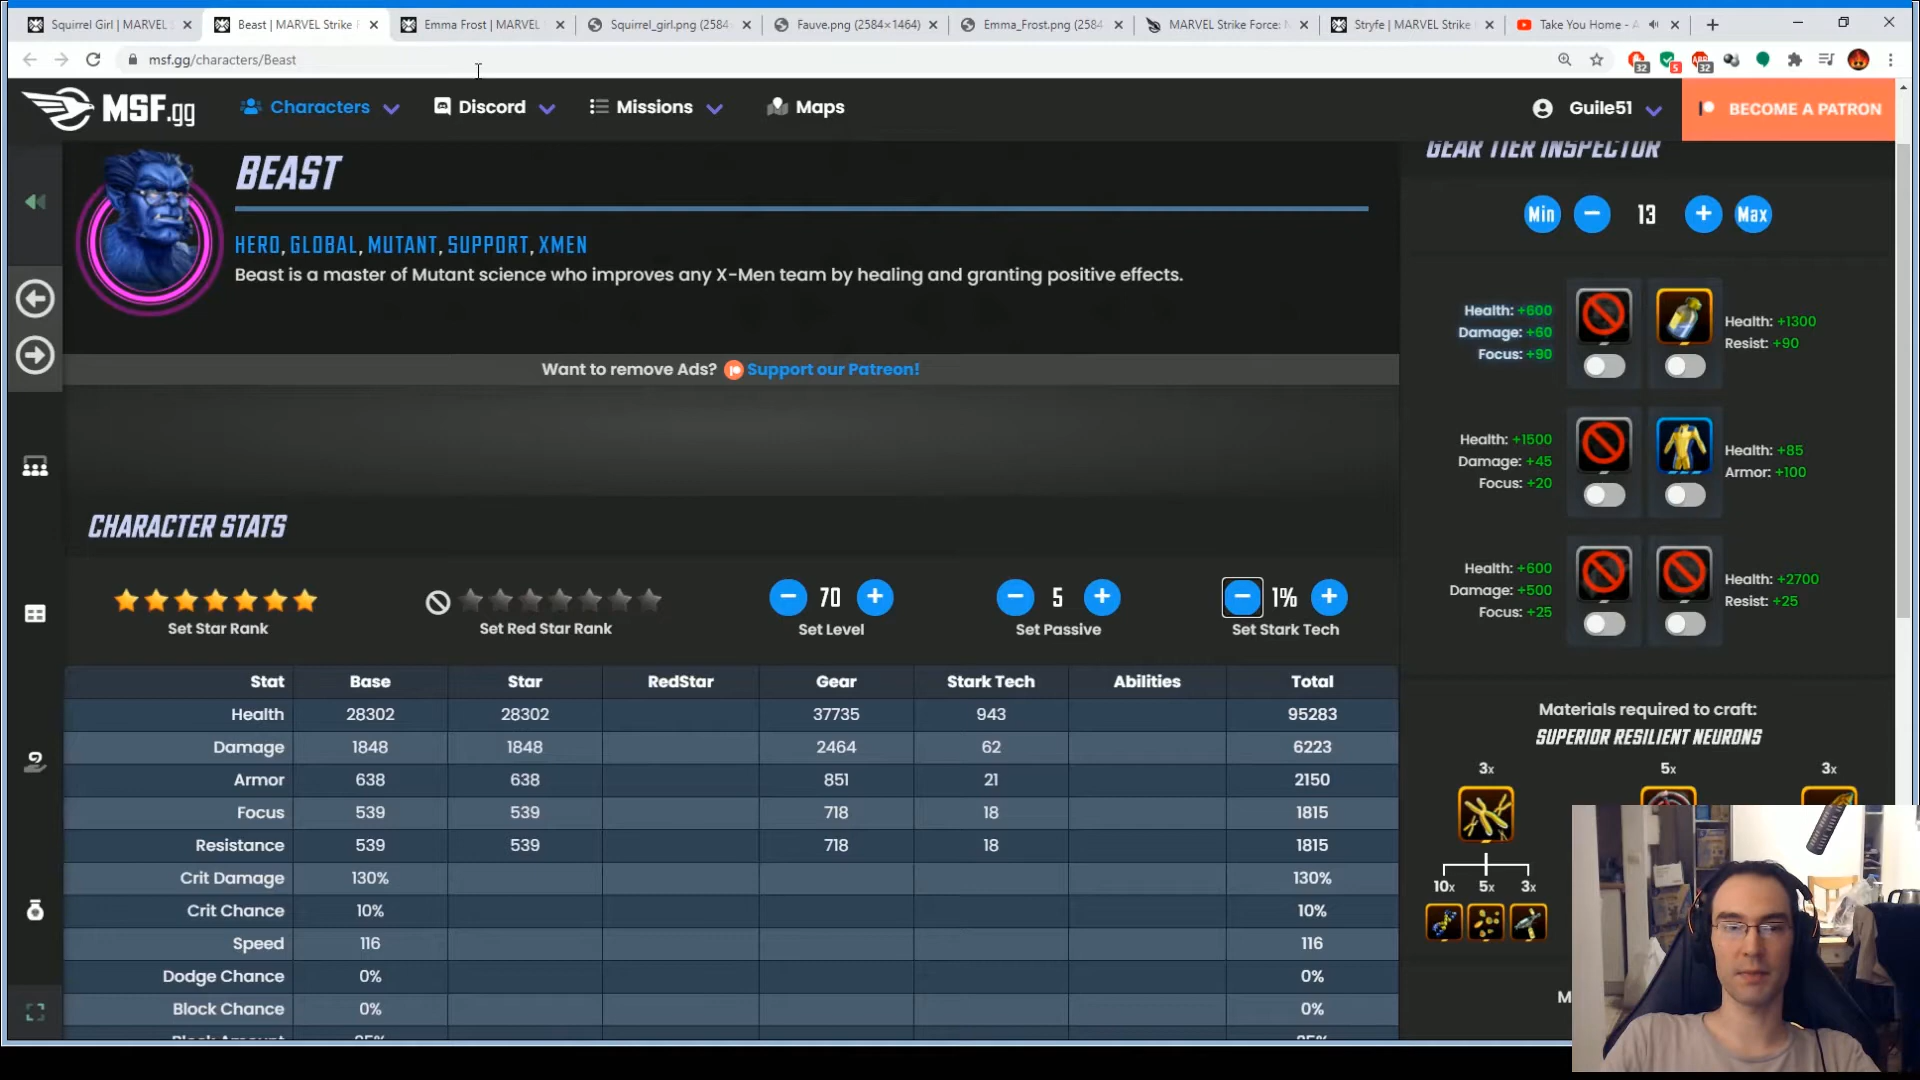 Squirrel Girl | MARVEL S
Beast | MARVEL Strike F
Emma Frost | MARVEL
Squirrel_girl.png (2584×
Fauve.png (2584×1464)
Emma_Frost.png (2584
MARVEL Strike Force: N
Stryfe | MARVEL Strike
Take You Home - A
msf.gg/characters/Beast
32
5
32
MSF.gg
Characters
Discord
Missions
Maps
Guile51
BECOME A PATRON
BEAST
HERO, GLOBAL, MUTANT, SUPPORT, XMEN
Beast is a master of Mutant science who improves any X-Men team by healing and granting positive effects.
Want to remove Ads? Support our Patreon!
CHARACTER STATS
Set Star Rank
Set Red Star Rank
70
Set Level
5
Set Passive
1%
Set Stark Tech
Stat Base Star RedStar Gear Stark Tech Abilities Total
Health 28302 28302 37735 943 95283
Damage 1848 1848 2464 62 6223
Armor 638 638 851 21 2150
Focus 539 539 718 18 1815
Resistance 539 539 718 18 1815
Crit Damage 130% 130%
Crit Chance 10% 10%
Speed 116 116
Dodge Chance 0% 0%
Block Chance 0% 0%
GEAR TIER INSPECTOR
Min 13 Max
Health: +600
Damage: +60
Focus: +90
Health: +1300
Resist: +90
Health: +1500
Damage: +45
Focus: +20
Health: +85
Armor: +100
Health: +600
Damage: +500
Focus: +25
Health: +2700
Resist: +25
Materials required to craft:
SUPERIOR RESILIENT NEURONS
3x 5x 3x
10x 5x 3x